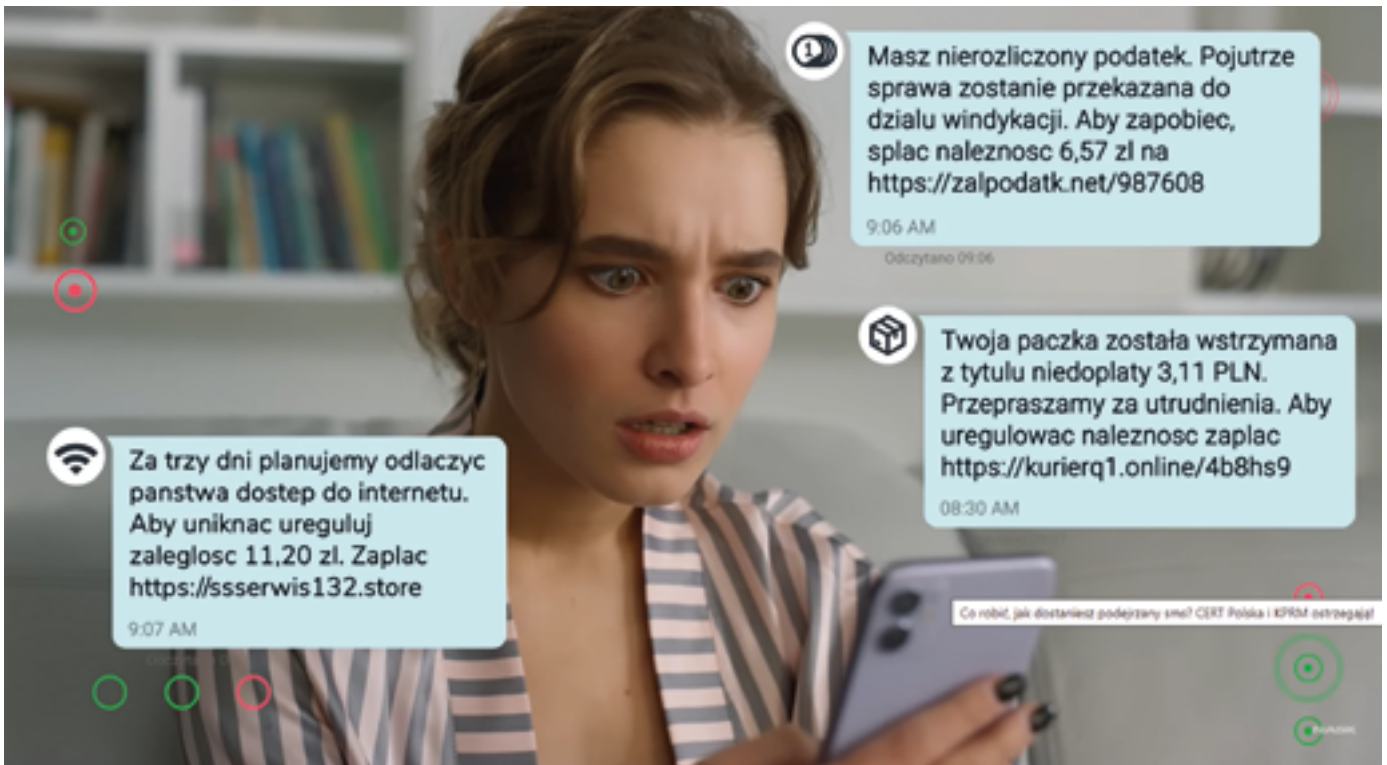 Masz nierozliczony podatek. Pojutrze
sprawa zostanie przekazana do
dzialu windykacji. Aby zapobiec,
splac naleznosc 6,57 zl na
https://zalpodatk.net/987608
9:06 AM
Odczytano 09:06
Twoja paczka została wstrzymana
z tytulu niedoplaty 3,11 PLN.
Przepraszamy za utrudnienia. Aby
uregulowac naleznosc zaplac
https://kurierq1.online/4b8hs9
08:30 AM
Za trzy dni planujemy odlaczyc
panstwa dostep do internetu.
Aby uniknac ureguluj
zaleglosc 11,20 zl. Zaplac
https://ssserwis132.store
9:07 AM
Co robić, jak dostaniesz podejrzany sms? CERT Polska i KPRM ostrzegają!